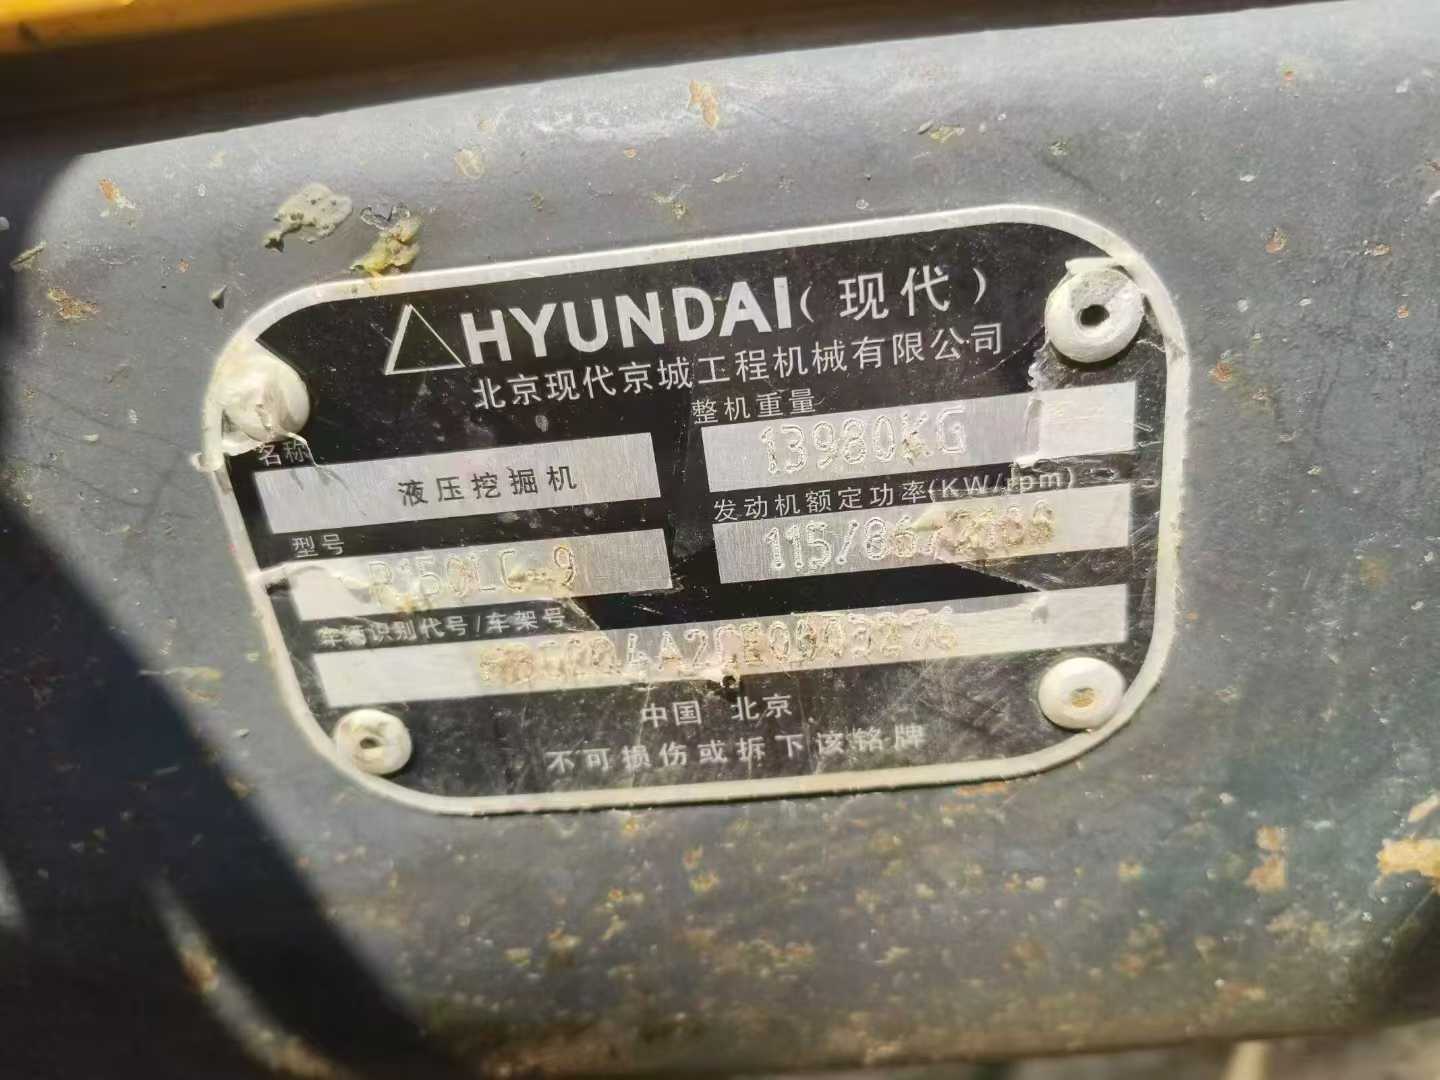 HYUNDAI(现代)
北京现代京城工程机械有限公司
整机重量
13980KG
名称
液压挖掘机
发动机额定功率(KW/rpm)
型号
R150LC-9
车辆识别代号/车架号
中国 北京
不可损伤或拆下该铭牌